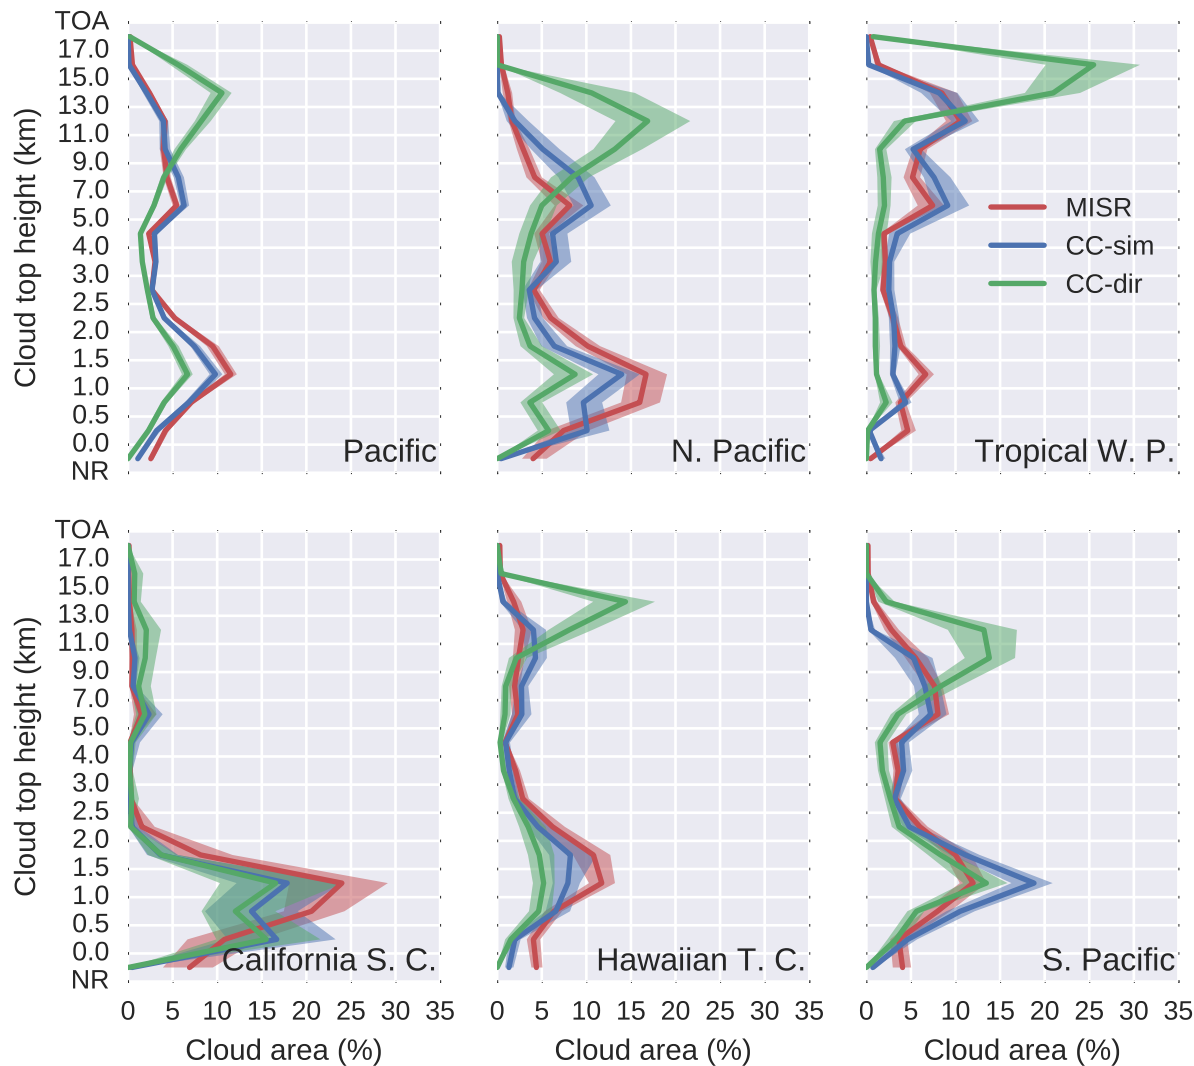 TOA
17.0
15.0
13.0
11.0
9.0
7.0
5.0
4.0
3.0
2.5
2.0
1.5
1.0
0.5
0.0
NR
Cloud top height (km)
Pacific
N. Pacific
MISR
CC-sim
CC-dir
Tropical W. P.
TOA
17.0
15.0
13.0
11.0
9.0
7.0
5.0
4.0
3.0
2.5
2.0
1.5
1.0
0.5
0.0
NR
Cloud top height (km)
California S. C.
Hawaiian T. C.
S. Pacific
0 5 10 15 20 25 30 35
0 5 10 15 20 25 30 35
0 5 10 15 20 25 30 35
Cloud area (%)
Cloud area (%)
Cloud area (%)